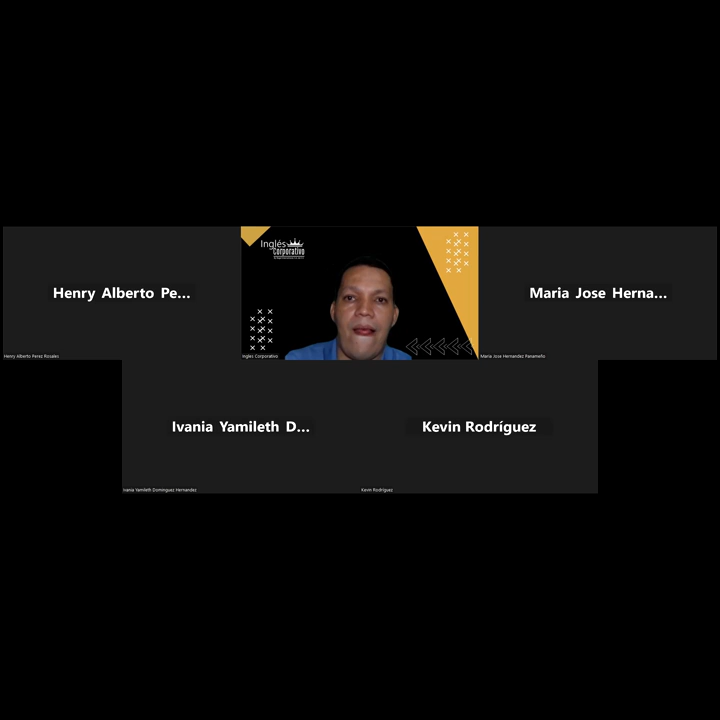 Inglés
corporativo
Henry Alberto Pe...
Maria Jose Herna...
Henry Alberto Perez Rosales
Inglés Corporativo
Maria Jose Hernandez Panameño
Ivania Yamileth D...
Kevin Rodríguez
Ivania Yamileth Dominguez Hernandez
Kevin Rodríguez